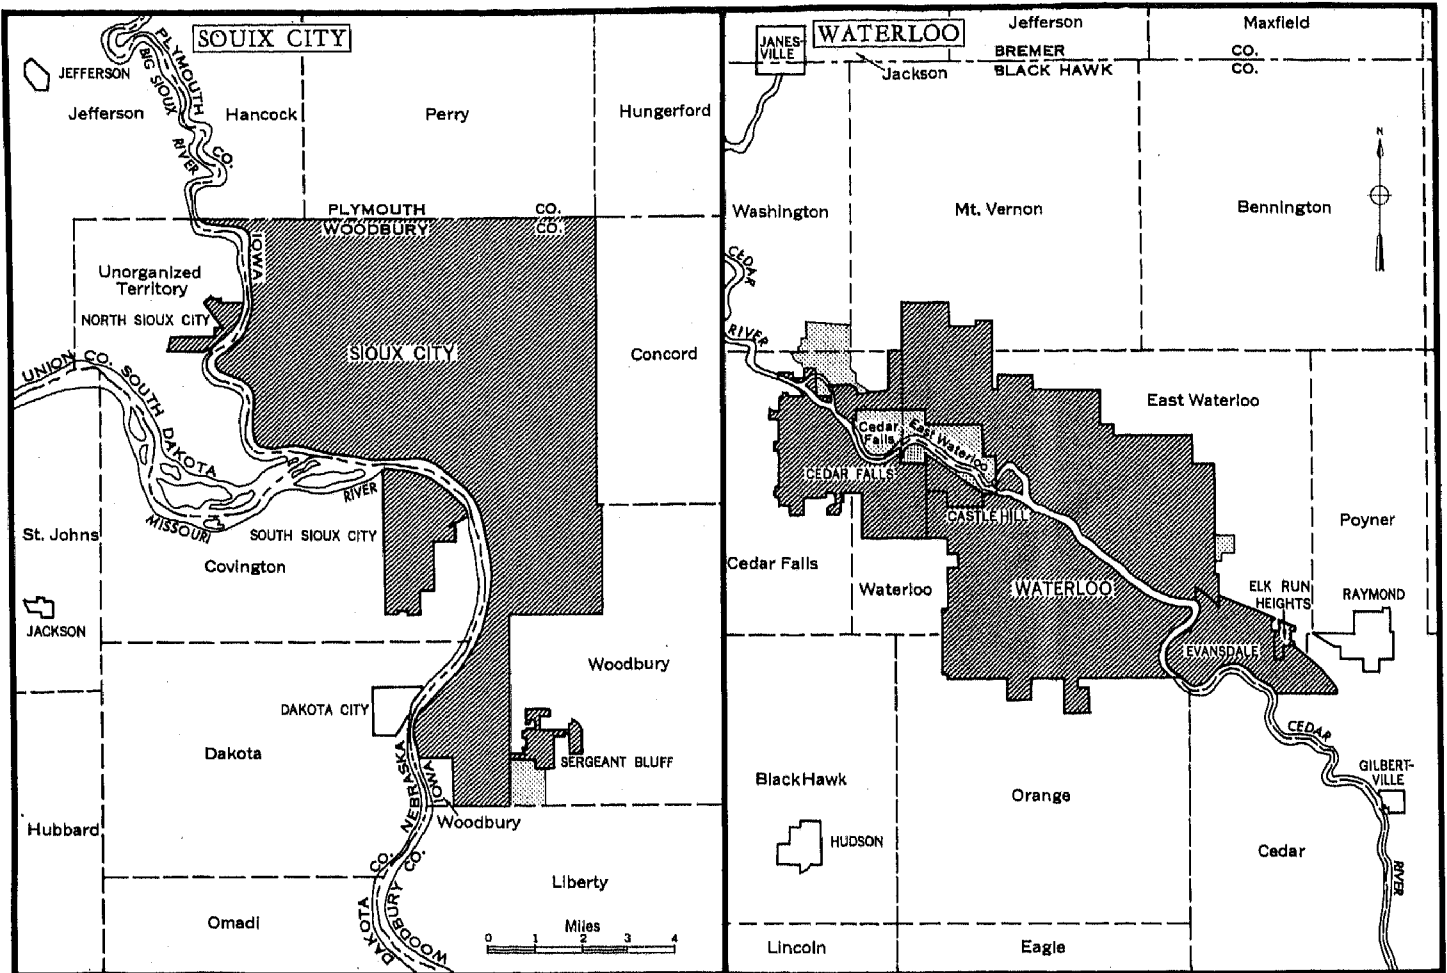 SOUIX CITY
PLYMOUTH
CO.
BIG SIOUX
RIVER
JEFFERSON
Jefferson
Hancock
Perry
Hungerford
PLYMOUTH CO.
WOODBURY CO.
IOWA
Unorganized
Territory
NORTH SIOUX CITY
SIOUX CITY
Concord
UNION CO.
SOUTH DAKOTA
MISSOURI
RIVER
St. Johns
SOUTH SIOUX CITY
Covington
JACKSON
Woodbury
DAKOTA CITY
Dakota
SERGEANT BLUFF
NEBRASKA
IOWA
Woodbury
Hubbard
CO.
CO.
DAKOTA
WOODBURY
Liberty
Omadi
Miles
0 1 2 3 4
WATERLOO
JANES-
VILLE
Jefferson
Maxfield
BREMER CO.
BLACK HAWK CO.
Jackson
N
Washington
Mt. Vernon
Bennington
CEDAR
RIVER
East Waterloo
Cedar
Falls
East Waterloo
CEDAR FALLS
CASTLE HILL
Poyner
Cedar Falls
Waterloo
WATERLOO
ELK RUN
HEIGHTS
RAYMOND
EVANSDALE
CEDAR
GILBERT-
VILLE
Black Hawk
Orange
HUDSON
Cedar
RIVER
Lincoln
Eagle